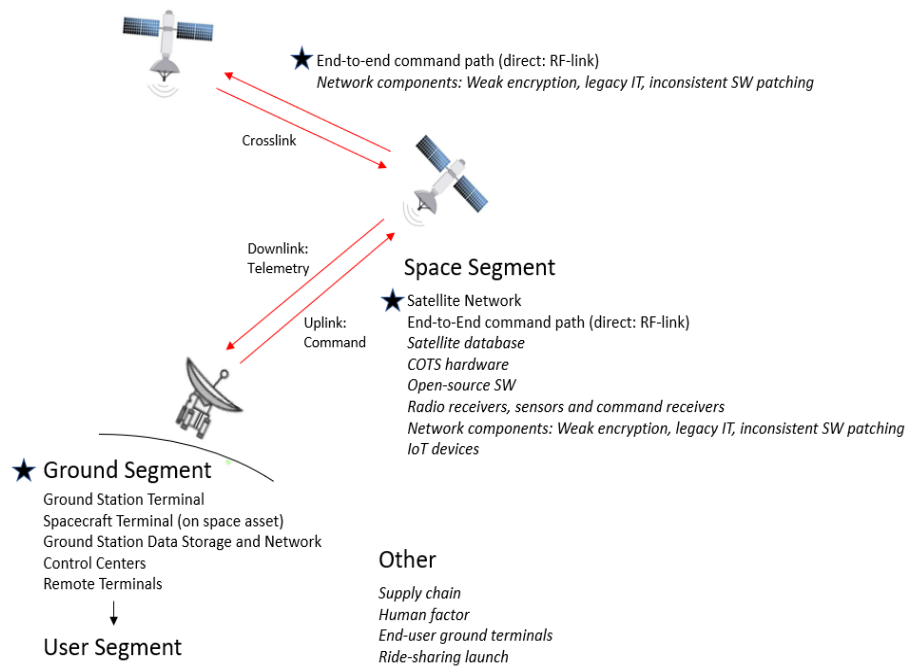 End-to-end command path (direct: RF-link)
Network components: Weak encryption, legacy IT, inconsistent SW patching
Crosslink
Downlink:
Telemetry
Uplink:
Command
Space Segment
Satellite Network
End-to-End command path (direct: RF-link)
Satellite database
COTS hardware
Open-source SW
Radio receivers, sensors and command receivers
Network components: Weak encryption, legacy IT, inconsistent SW patching
IoT devices
Ground Segment
Ground Station Terminal
Spacecraft Terminal (on space asset)
Ground Station Data Storage and Network
Control Centers
Remote Terminals
User Segment
Other
Supply chain
Human factor
End-user ground terminals
Ride-sharing launch